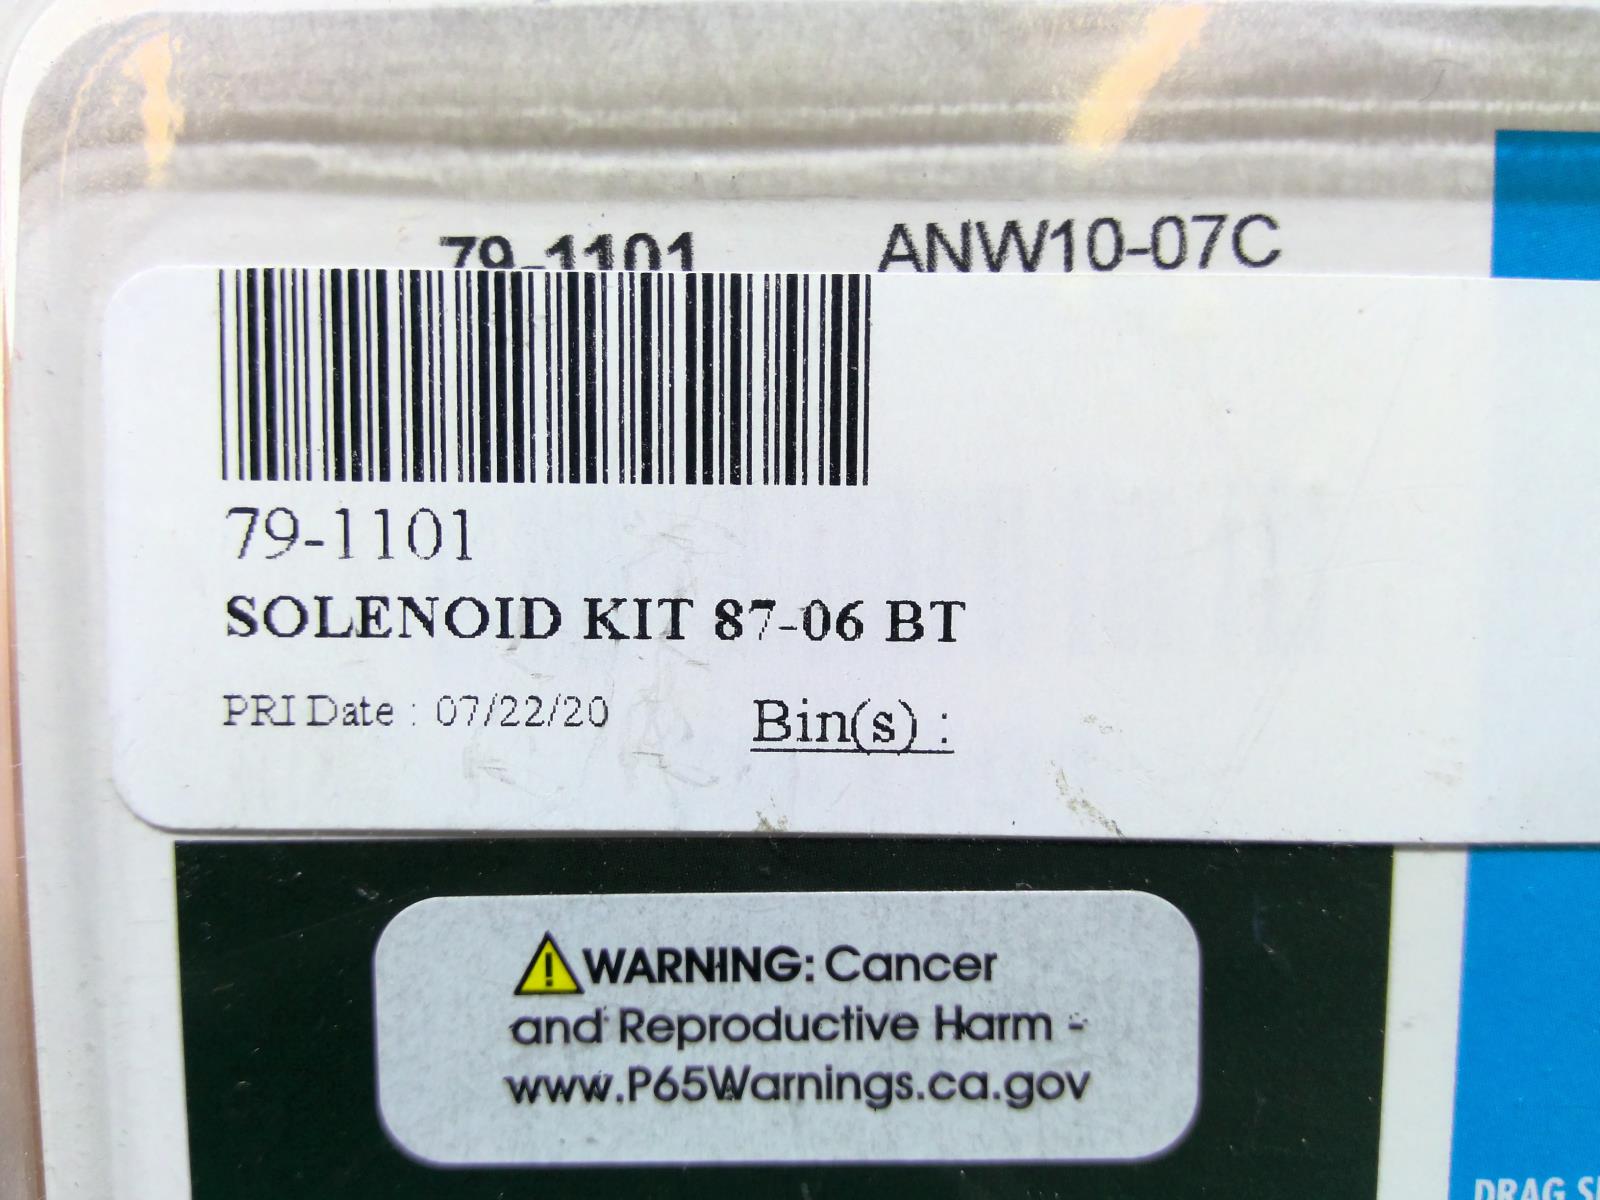 79-1101 ANW10-07C
79-1101
SOLENOID KIT 87-06 BT
PRI Date : 07/22/20 Bin(s) :
WARNING: Cancer
and Reproductive Harm -
www.P65Warnings.ca.gov
DRAG